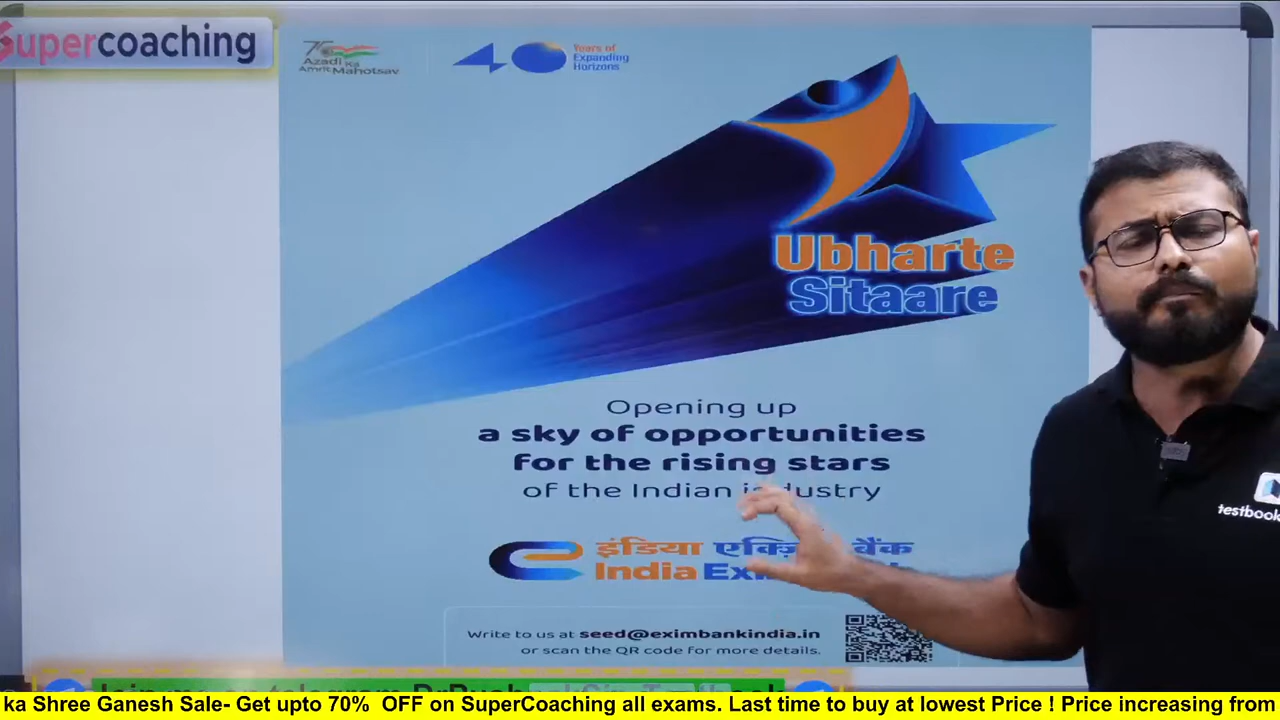 Supercoaching
Azadi Ka
Amrit Mahotsav
40
Years of
Expanding
Horizons
Ubharte
Sitaare
Opening up
a sky of opportunities
for the rising stars
of the Indian industry
इंडिया एक्ज़िम बैंक
India
Write to us at seed@eximbankindia.in
or scan the QR code for more details.
testbook
ka Shree Ganesh Sale- Get upto 70% OFF on SuperCoaching all exams. Last time to buy at lowest Price ! Price increasing from